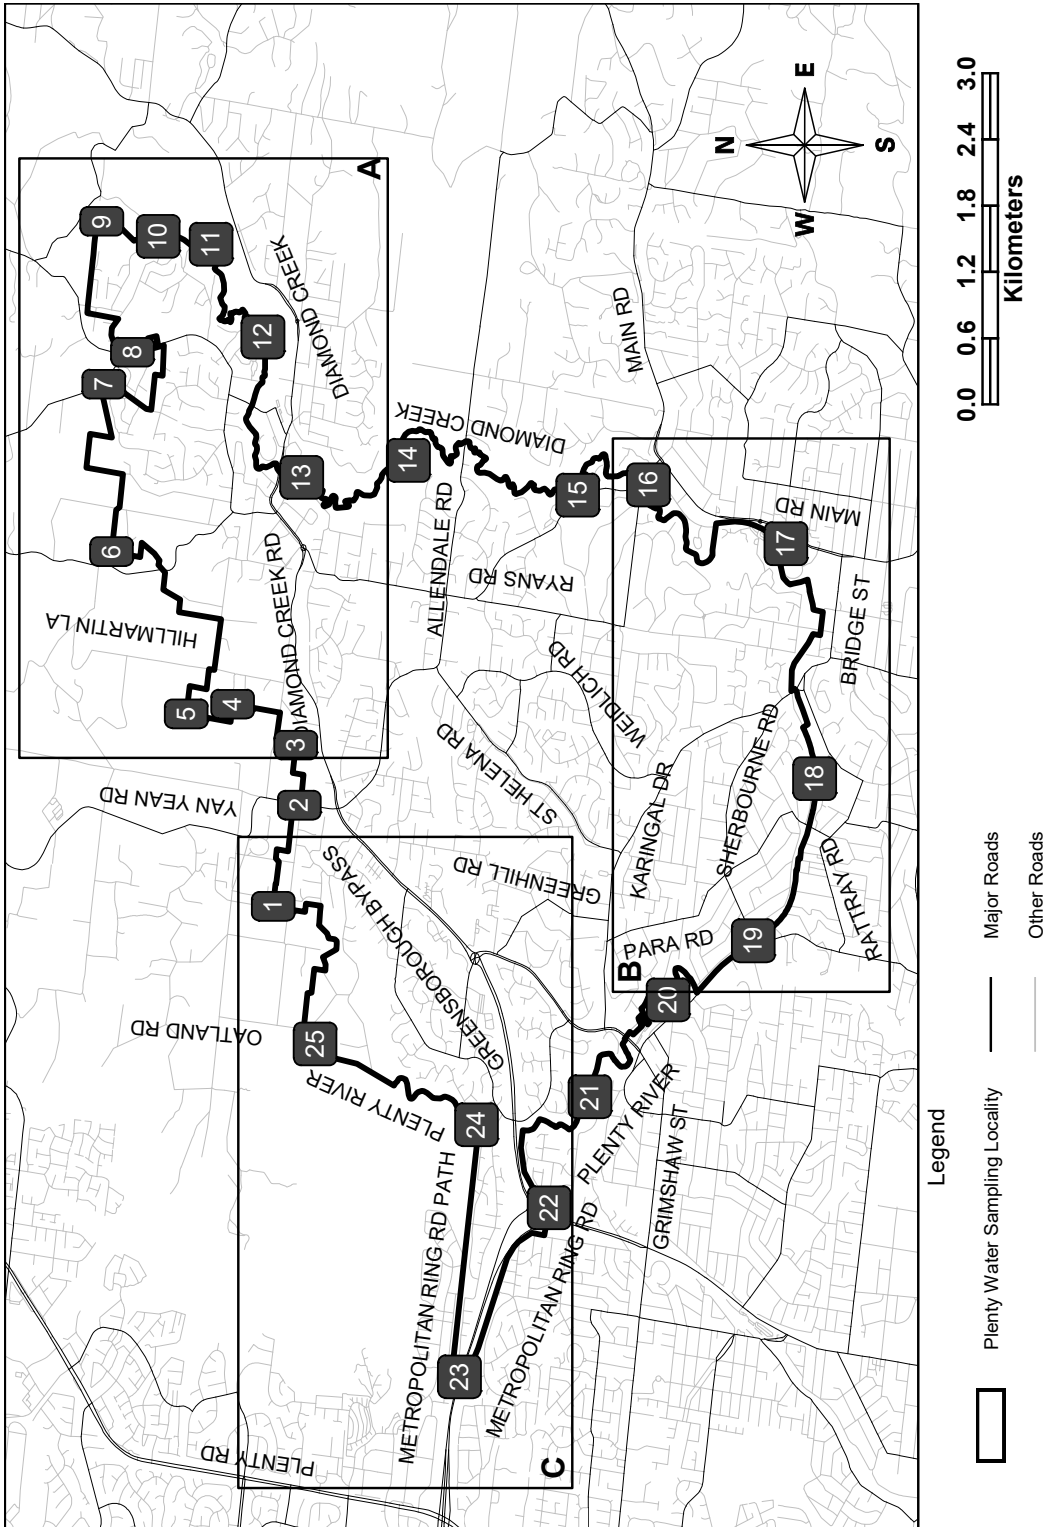 9
10
11
A
8
7
12
DIAMOND CREEK
N
E
S
W
13
6
14
DIAMOND CREEK
MAIN RD
HILLMARTIN LA
DIAMOND CREEK RD
ALLENDALE RD
15
16
RYANS RD
17
MAIN RD
5
4
3
2
YAN YEAN RD
ST HELENA RD
WEIDLICH RD
KARINGAL DR
SHERBOURNE RD
BRIDGE ST
18
RATTRAY RD
1
GREENSBOROUGH BYPASS
GREENHILL RD
PARA RD
19
B
20
OATLAND RD
25
PLENTY RIVER
24
21
PLENTY RIVER
GRIMSHAW ST
METROPOLITAN RING RD PATH
22
23
METROPOLITAN RING RD
C
PLENTY RD
0.0 0.6 1.2 1.8 2.4 3.0
Kilometers
Legend
Plenty Water Sampling Locality
Major Roads
Other Roads